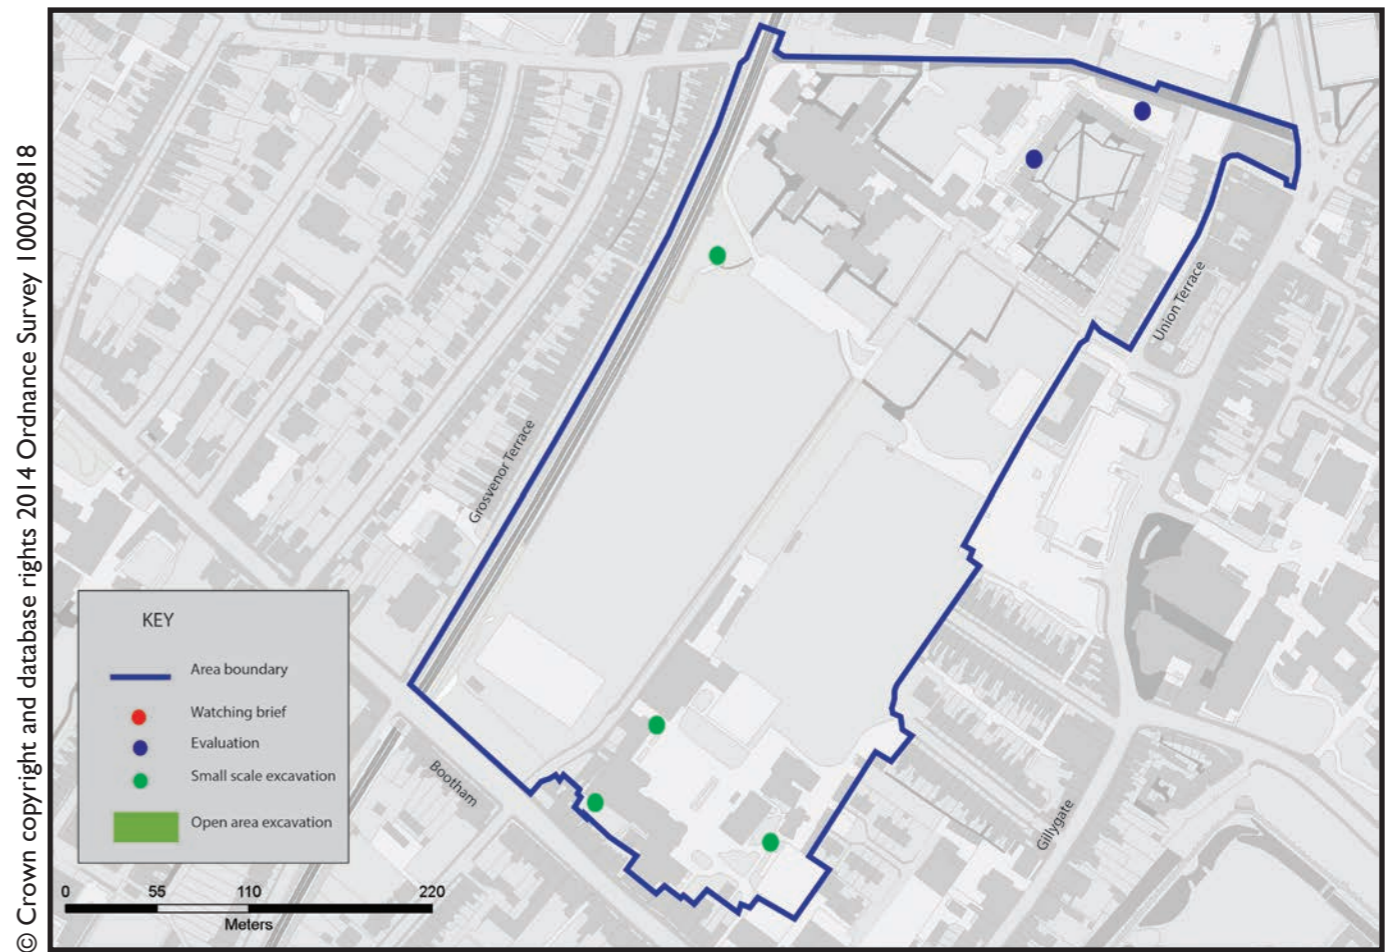 © Crown copyright and database rights 2014 Ordnance Survey 100020818
Union Terrace
Grosvenor Terrace
Bootham
Gillygate
KEY
Area boundary
Watching brief
Evaluation
Small scale excavation
Open area excavation
0 55 110 220
Meters